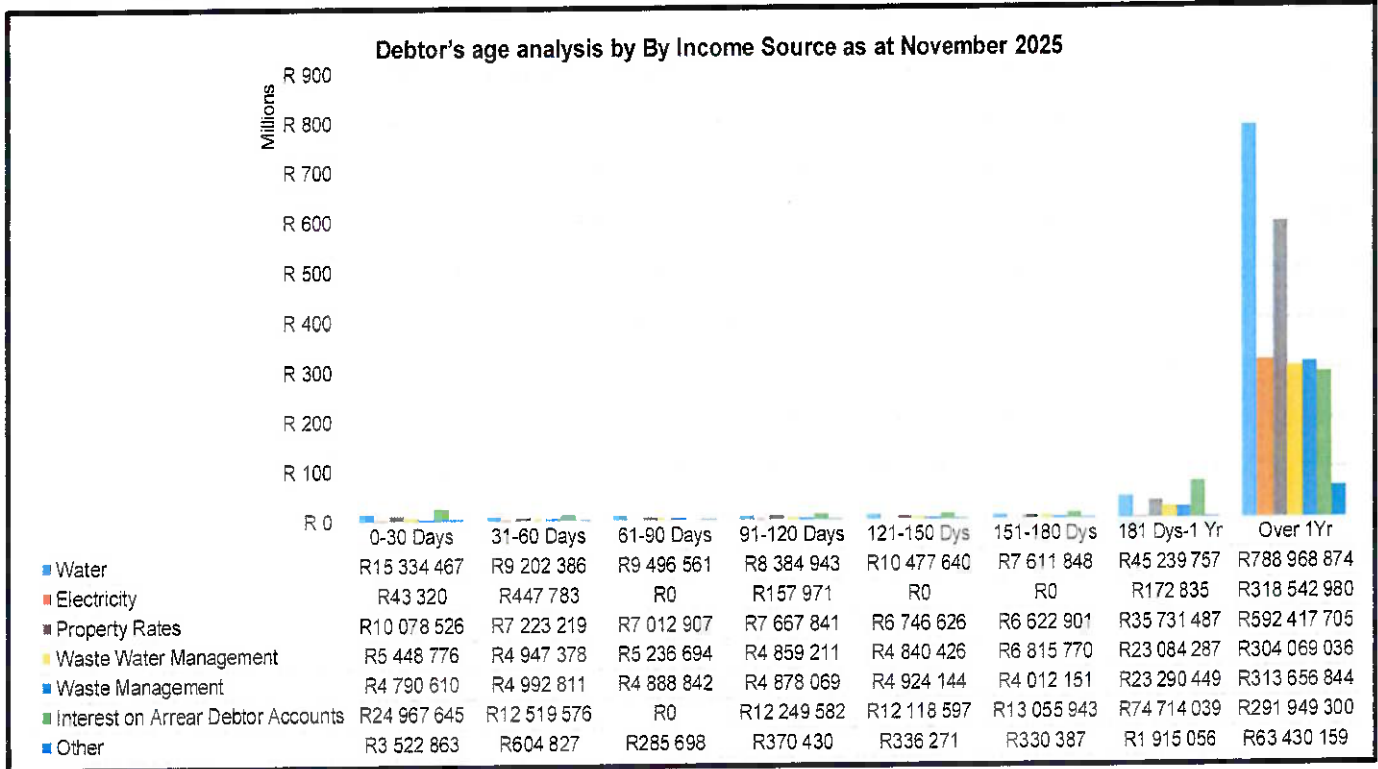 Debtor's age analysis by By Income Source as at November 2025
Millions
R 900
R 800
R 700
R 600
R 500
R 400
R 300
R 200
R 100
R 0
0-30 Days 31-60 Days 61-90 Days 91-120 Days 121-150 Dys 151-180 Dys 181 Dys-1 Yr Over 1Yr
Water R15 334 467 R9 202 386 R9 496 561 R8 384 943 R10 477 640 R7 611 848 R45 239 757 R788 968 874
Electricity R43 320 R447 783 R0 R157 971 R0 R0 R172 835 R318 542 980
Property Rates R10 078 526 R7 223 219 R7 012 907 R7 667 841 R6 746 626 R6 622 901 R35 731 487 R592 417 705
Waste Water Management R5 448 776 R4 947 378 R5 236 694 R4 859 211 R4 840 426 R6 815 770 R23 084 287 R304 069 036
Waste Management R4 790 610 R4 992 811 R4 888 842 R4 878 069 R4 924 144 R4 012 151 R23 290 449 R313 656 844
Interest on Arrear Debtor Accounts R24 967 645 R12 519 576 R0 R12 249 582 R12 118 597 R13 055 943 R74 714 039 R291 949 300
Other R3 522 863 R604 827 R285 698 R370 430 R336 271 R330 387 R1 915 056 R63 430 159